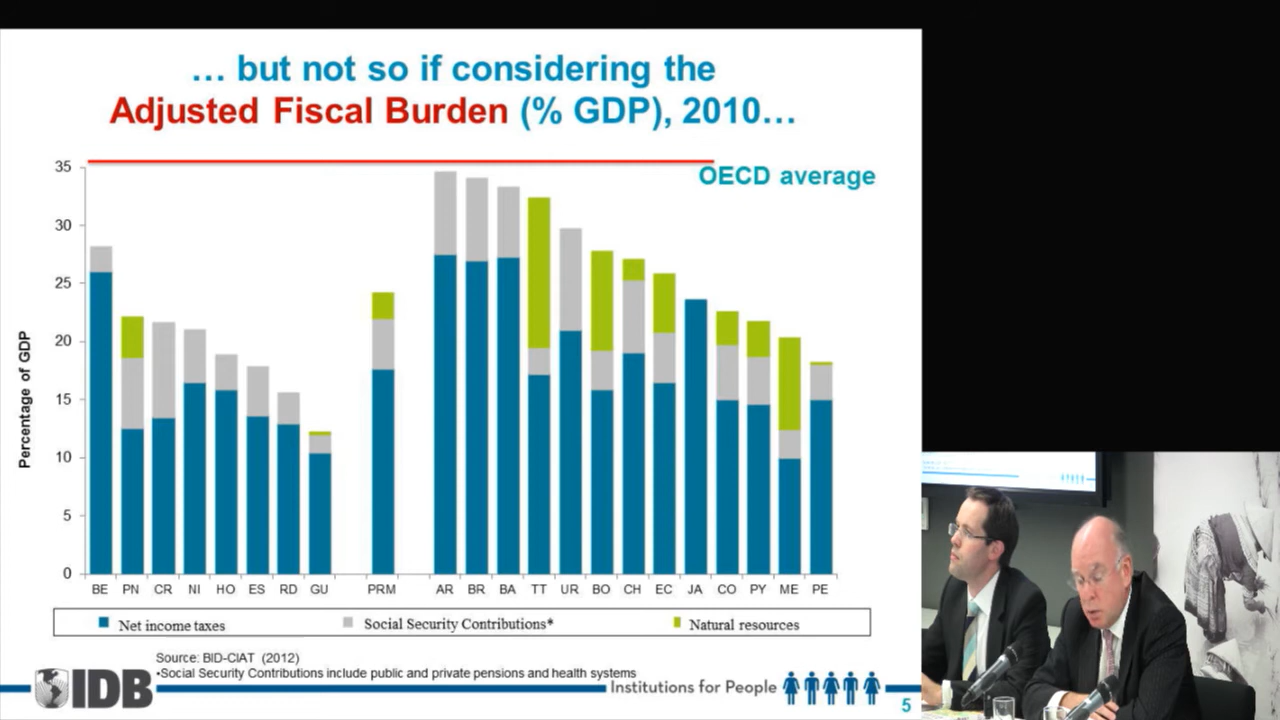 … but not so if considering the
Adjusted Fiscal Burden (% GDP), 2010…
OECD average
Percentage of GDP
35
30
25
20
15
10
5
0
BE PN CR NI HO ES RD GU PRM AR BR BA TT UR BO CH EC JA CO PY ME PE
Net income taxes Social Security Contributions* Natural resources
Source: BID-CIAT (2012)
•Social Security Contributions include public and private pensions and health systems
IDB Institutions for People
5